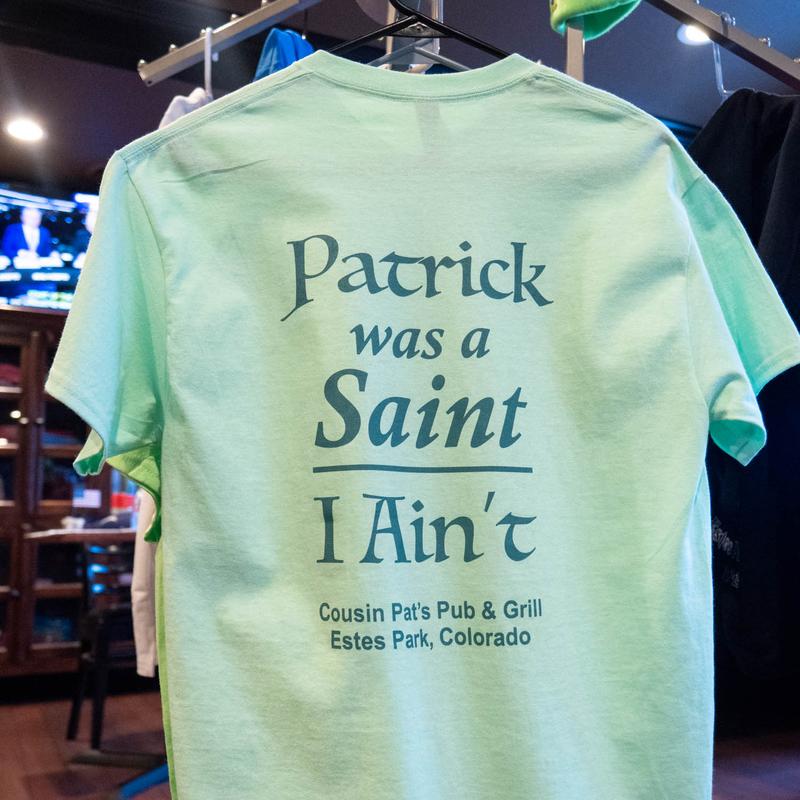 Patrick
was a
Saint
I Ain't
Cousin Pat's Pub & Grill
Estes Park, Colorado